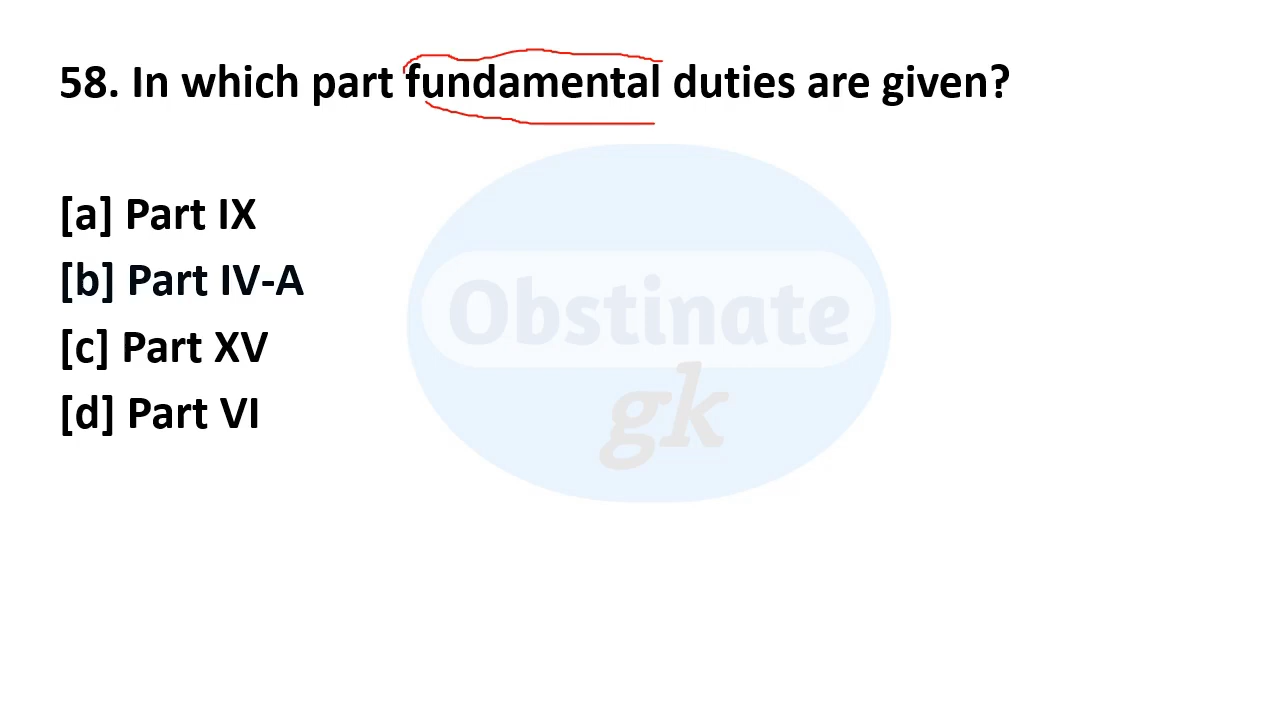 58. In which part fundamental duties are given?
[a] Part IX
[b] Part IV-A
[c] Part XV
[d] Part VI
Obstinate
gk